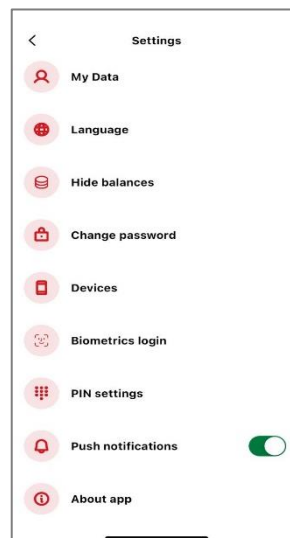 Settings
My Data
Language
Hide balances
Change password
Devices
Biometrics login
PIN settings
Push notifications
About app